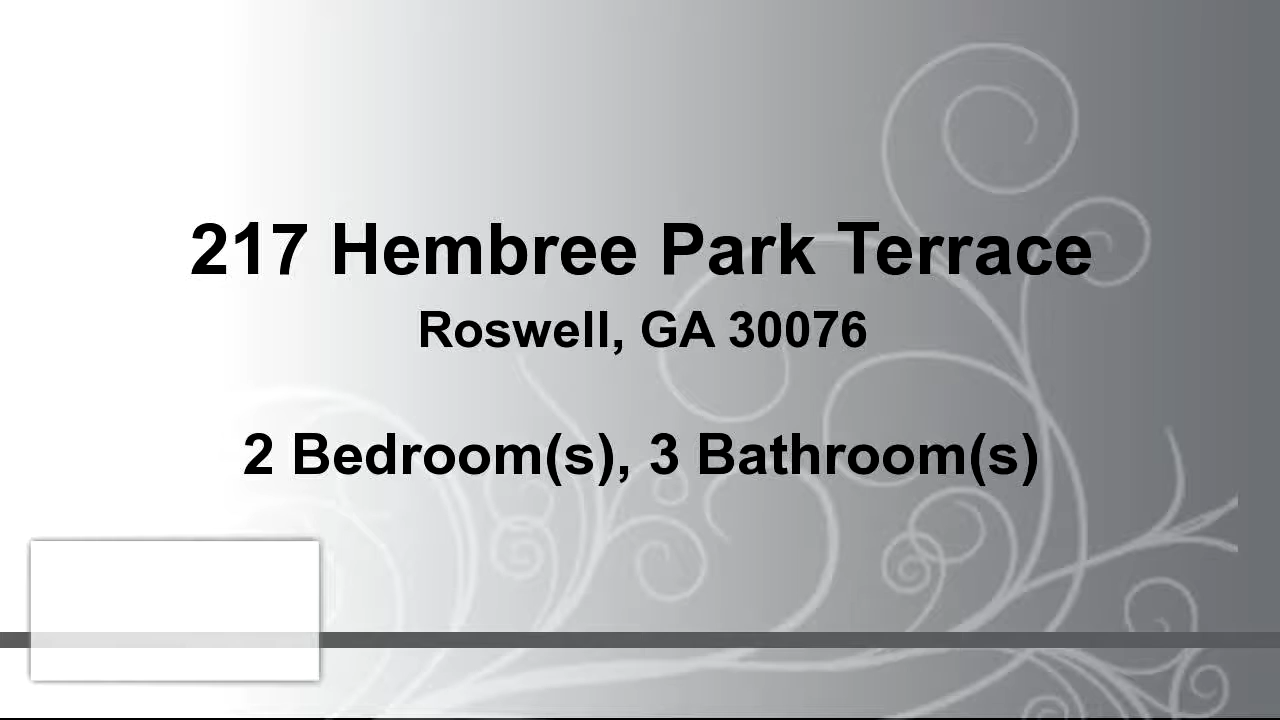 217 Hembree Park Terrace
Roswell, GA 30076
2 Bedroom(s), 3 Bathroom(s)